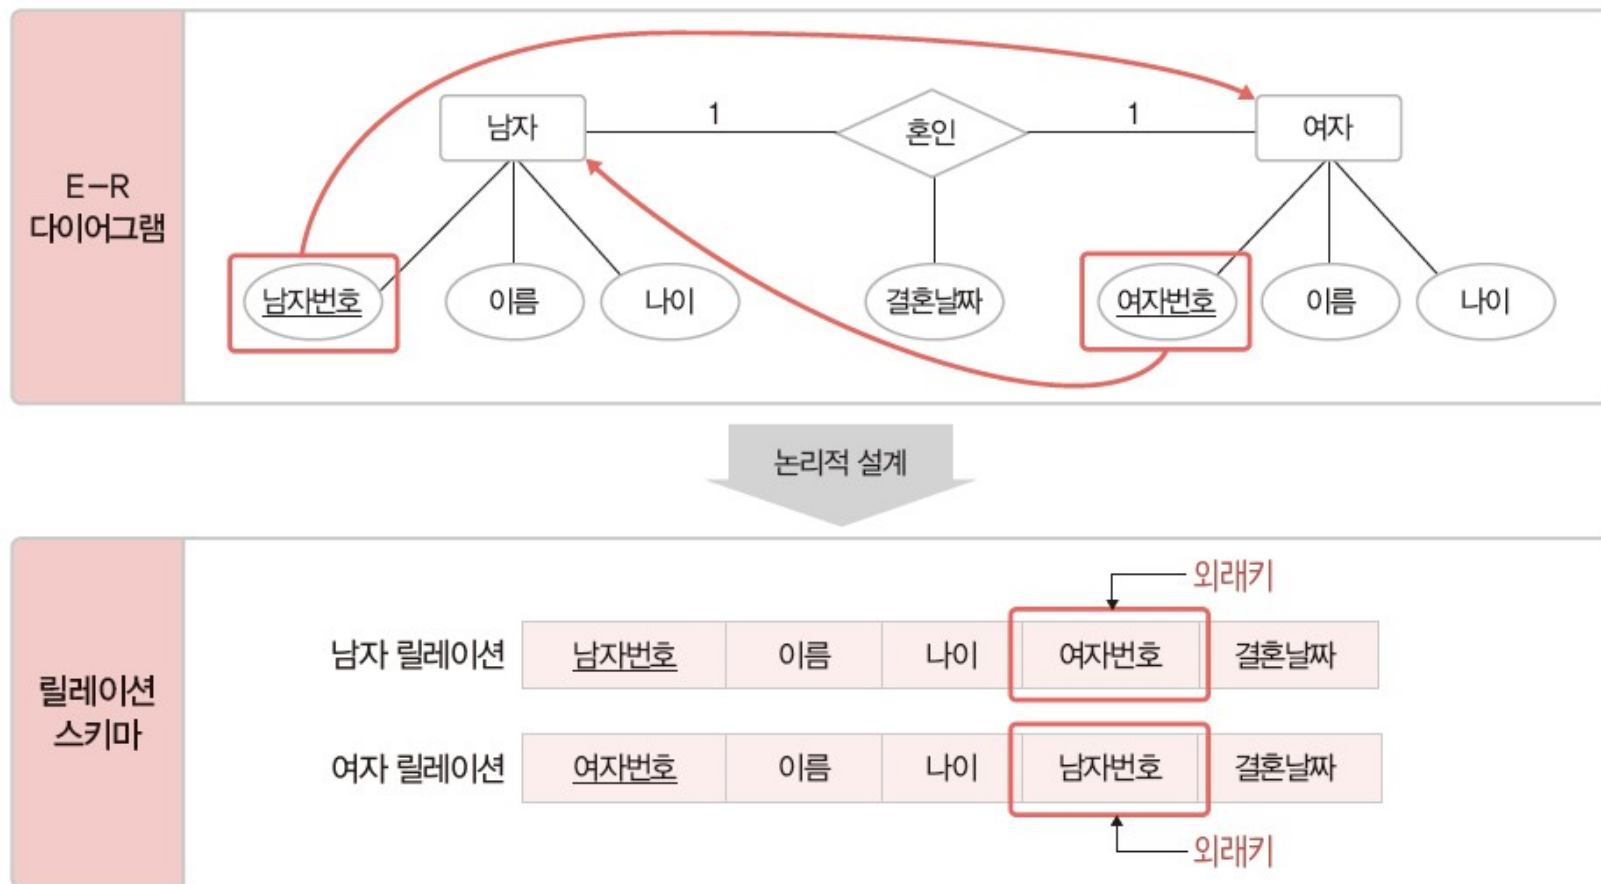 E-R
다이어그램
남자
1
혼인
1
여자
남자번호
이름
나이
결혼날짜
여자번호
이름
나이
논리적 설계
릴레이션
스키마
외래키
남자 릴레이션 남자번호 이름 나이 여자번호 결혼날짜
여자 릴레이션 여자번호 이름 나이 남자번호 결혼날짜
외래키